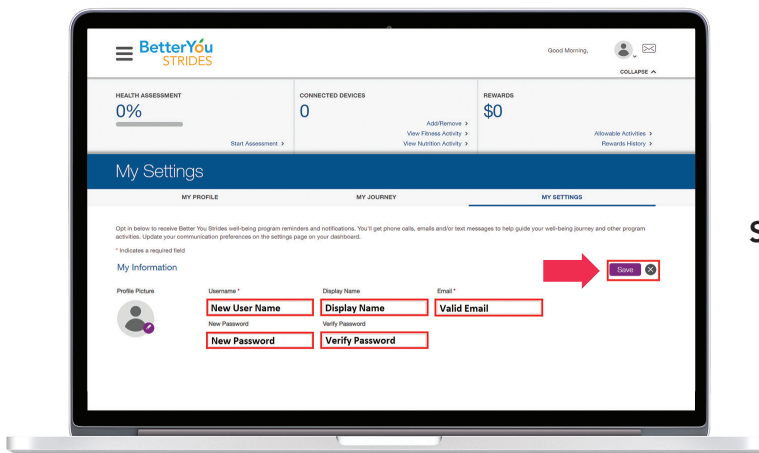 BetterYóu
STRIDES
Good Morning,
COLLAPSE
HEALTH ASSESSMENT
0%
Start Assessment >
CONNECTED DEVICES
0
Add/Remove >
View Fitness Activity >
View Nutrition Activity >
REWARDS
$0
Allowable Activities >
Rewards History >
My Settings
MY PROFILE
MY JOURNEY
MY SETTINGS
Opt in below to receive Better You Strides well-being program reminders and notifications. You'll get phone calls, emails and/or text messages to help guide your well-being journey and other program
activities. Update your communication preferences on the settings page on your dashboard.
* Indicates a required field
My Information
Save
Profile Picture
Username *
New User Name
Display Name
Display Name
Email *
Valid Email
New Password
New Password
Verify Password
Verify Password
S